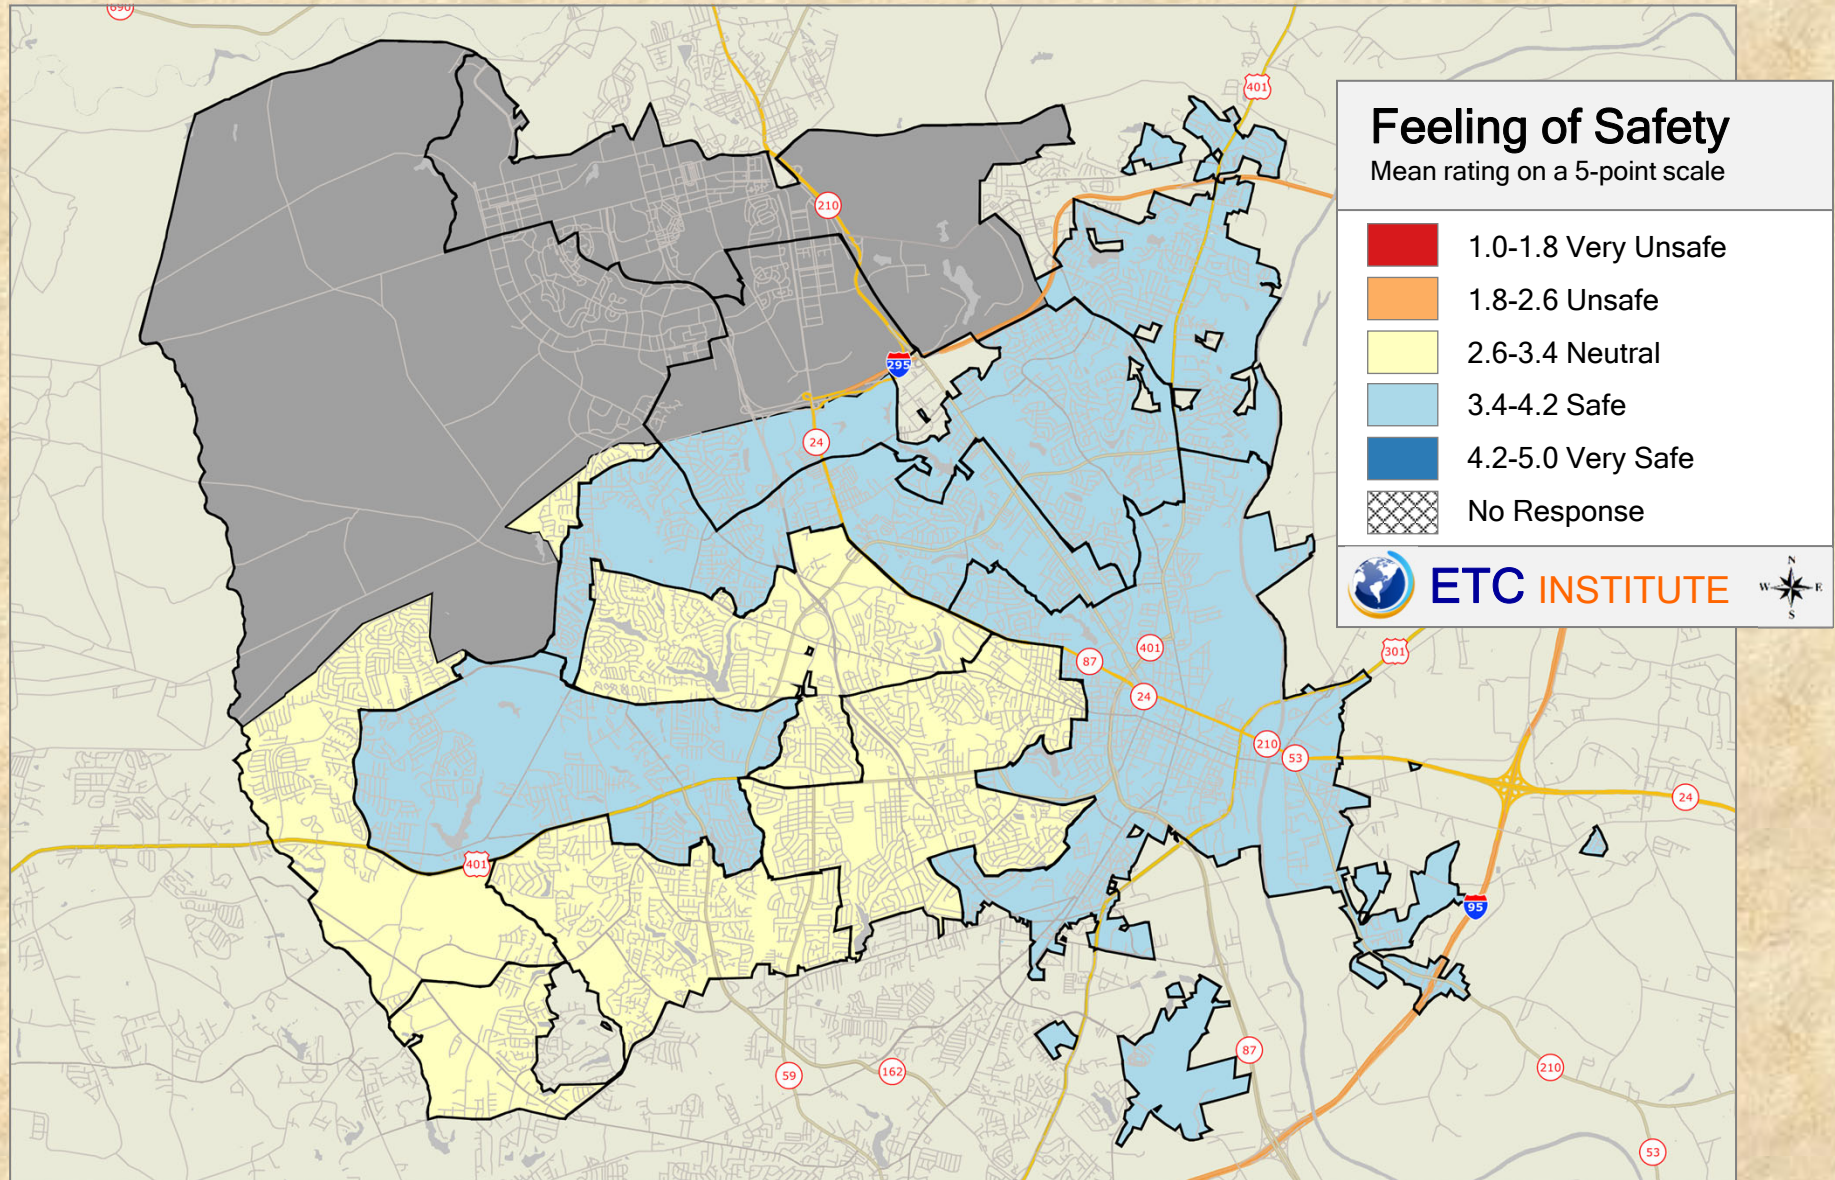 690
401
Feeling of Safety
Mean rating on a 5-point scale
210
1.0-1.8 Very Unsafe
1.8-2.6 Unsafe
2.6-3.4 Neutral
295
3.4-4.2 Safe
24
4.2-5.0 Very Safe
No Response
N
W E
S
ETC INSTITUTE
401
87
301
24
210
53
24
401
95
87
210
59
162
53